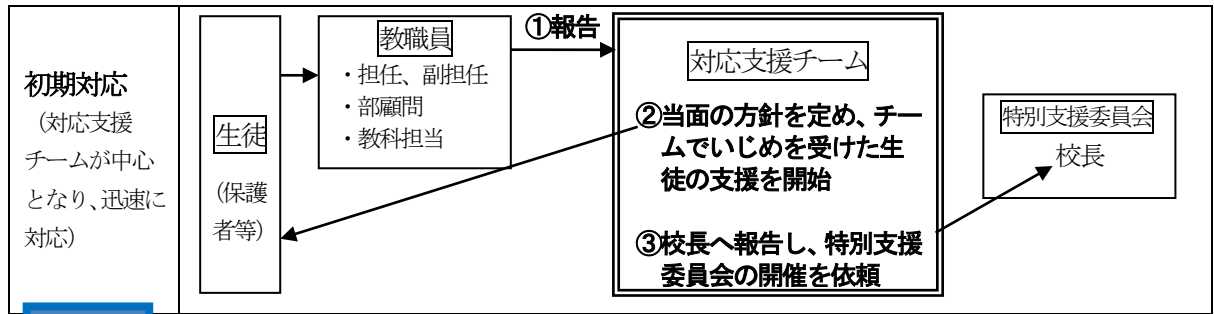 初期対応
（対応支援
チームが中心
となり、迅速に
対応）
生徒
（保護
者等）
教職員
・担任、副担任
・部顧問
・教科担当
①報告
対応支援チーム
②当面の方針を定め、チー
ムでいじめを受けた生
徒の支援を開始
③校長へ報告し、特別支援
委員会の開催を依頼
特別支援委員会
校長